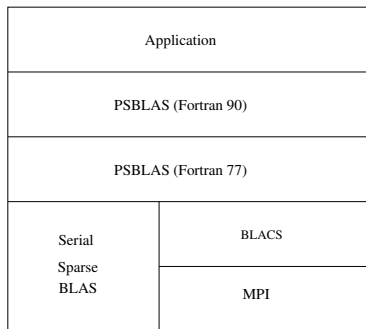 Application
PSBLAS (Fortran 90)
PSBLAS (Fortran 77)
Serial
Sparse
BLAS
BLACS
MPI